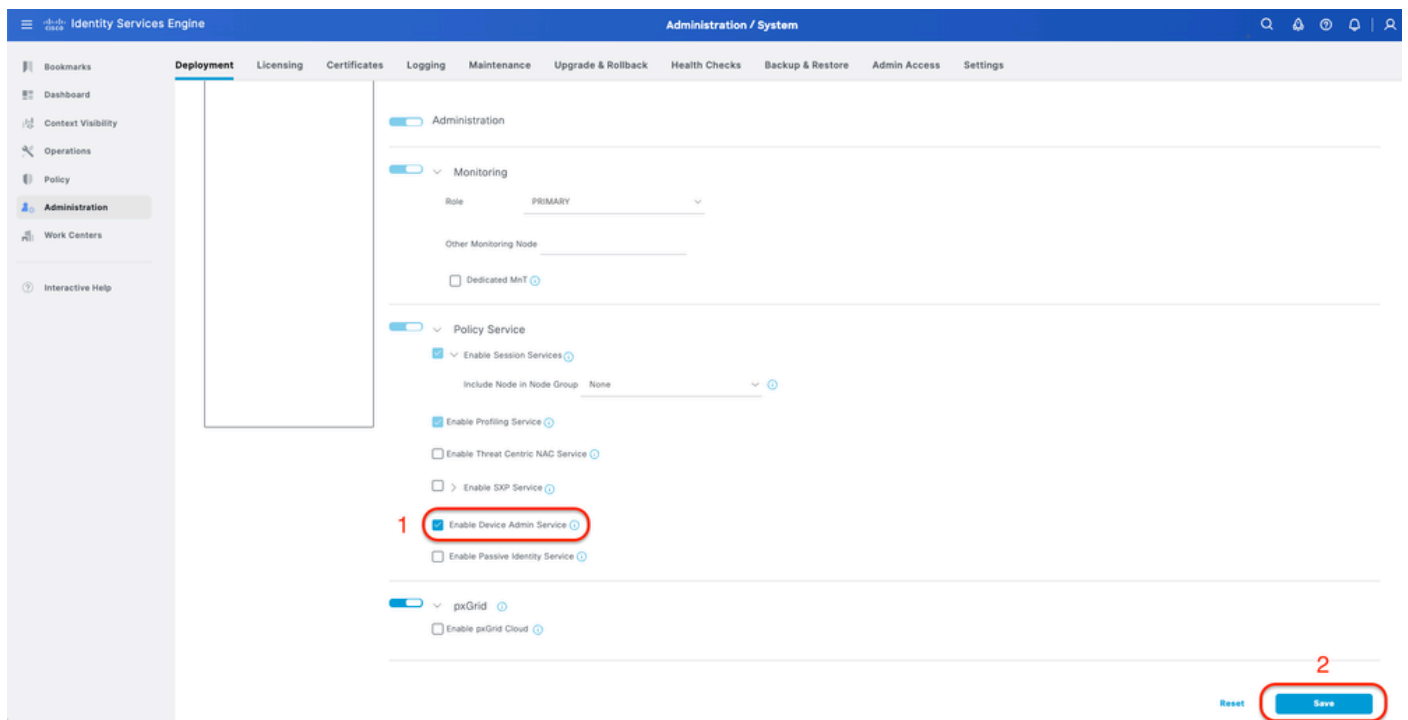 cisco Identity Services Engine
Administration / System
Bookmarks
Dashboard
Context Visibility
Operations
Policy
Administration
Work Centers
Interactive Help
Deployment Licensing Certificates Logging Maintenance Upgrade & Rollback Health Checks Backup & Restore Admin Access Settings
Administration
Monitoring
Role PRIMARY
Other Monitoring Node
Dedicated MnT
Policy Service
Enable Session Services
Include Node in Node Group None
Enable Profiling Service
Enable Threat Centric NAC Service
Enable SXP Service
1 Enable Device Admin Service
Enable Passive Identity Service
pxGrid
Enable pxGrid Cloud
2
Reset Save